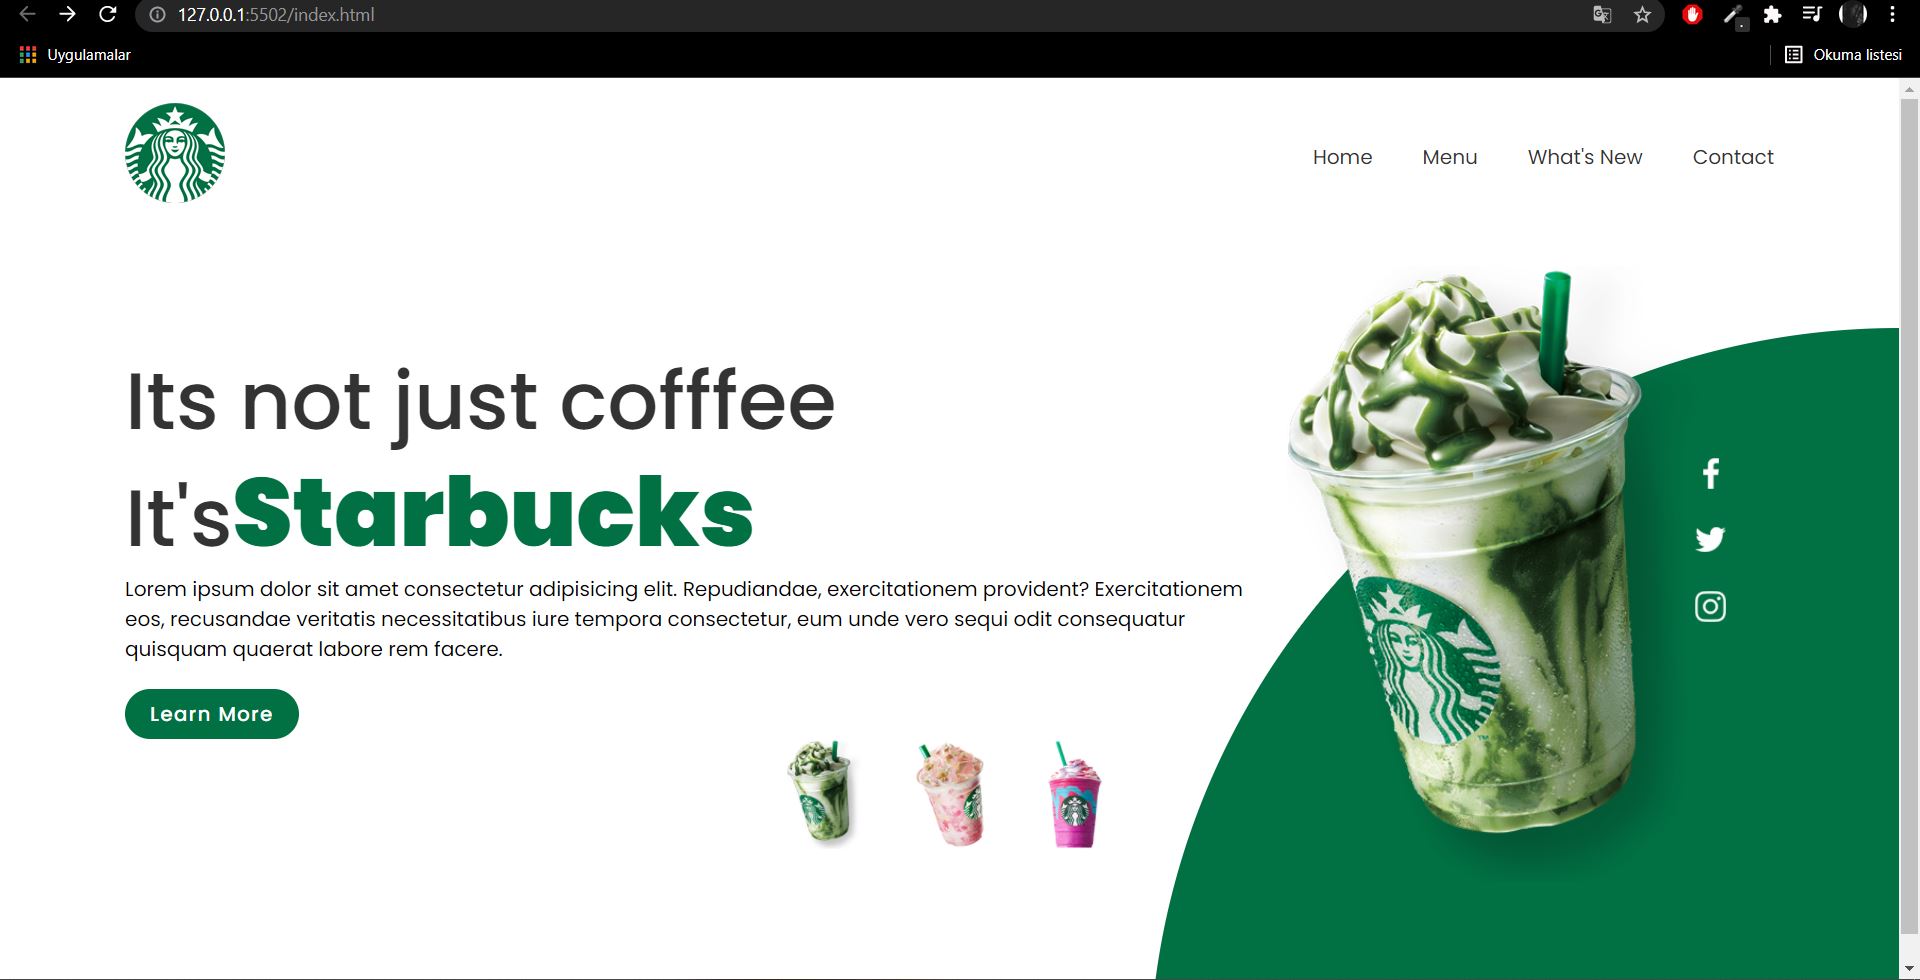 127.0.0.1:5502/index.html
Uygulamalar
Okuma listesi
Home Menu What's New Contact
Its not just cofffee
It'sStarbucks
Lorem ipsum dolor sit amet consectetur adipisicing elit. Repudiandae, exercitationem provident? Exercitationem
eos, recusandae veritatis necessitatibus iure tempora consectetur, eum unde vero sequi odit consequatur
quisquam quaerat labore rem facere.
Learn More